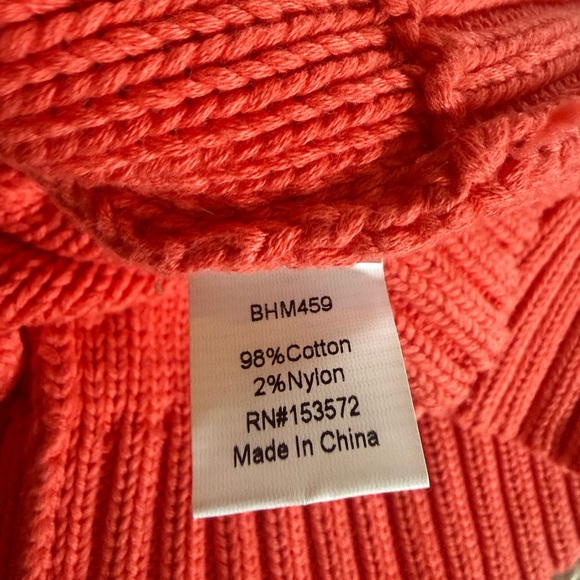 BHM459
98%Cotton
2%Nylon
RN#153572
Made In China